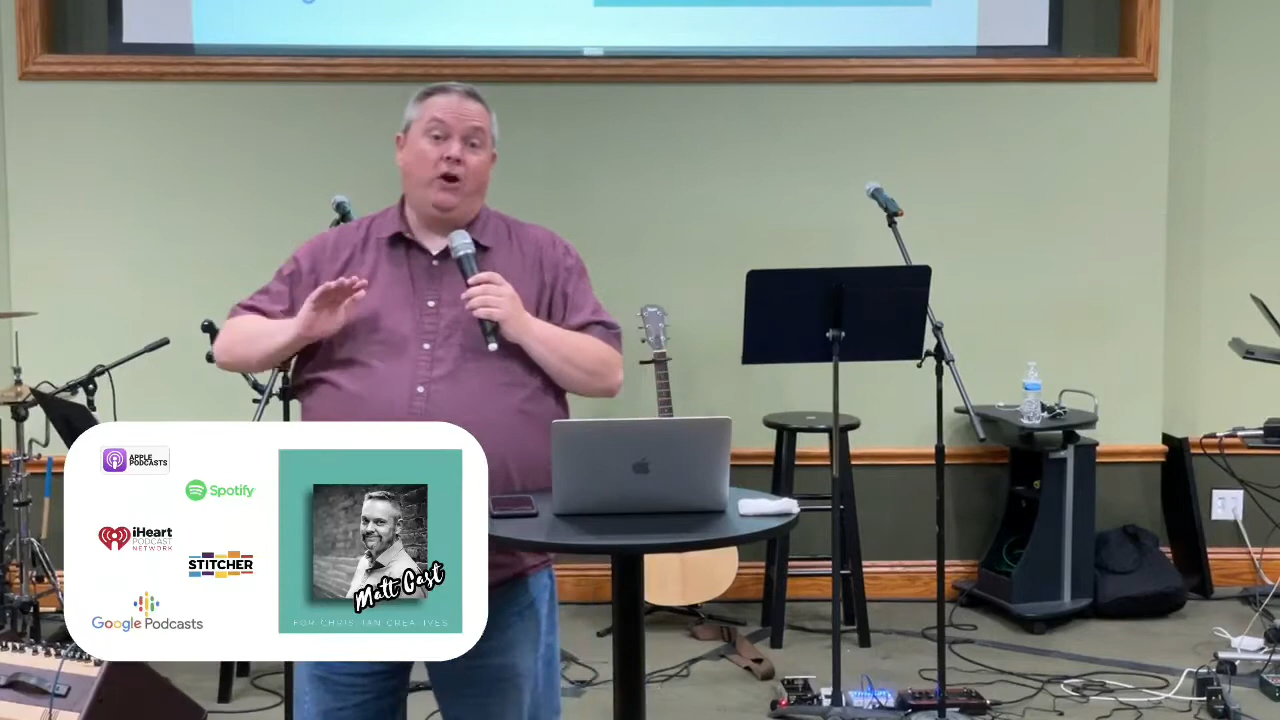 APPLE
PODCASTS
Spotify
iHeart
PODCAST
NETWORK
STITCHER
Google Podcasts
Matt Cast
FOR CHRISTIAN CREATIVES